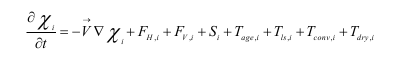 ∂χ_i/∂t = −V⃗∇χ_i + F_{H,i} + F_{V,i} + S_i + T_{age,i} + T_{ls,i} + T_{conv,i} + T_{dry,i}